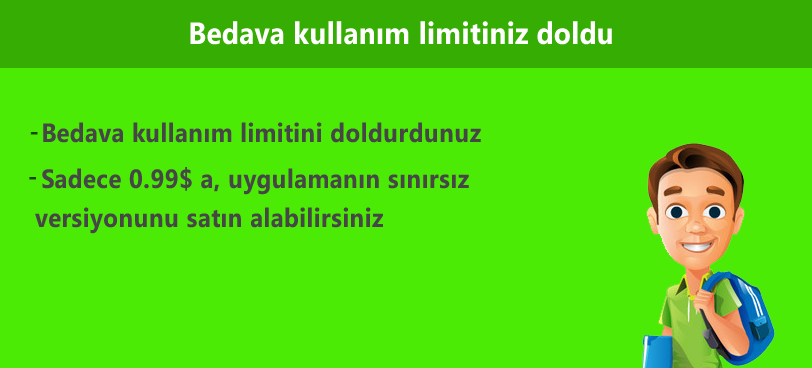 Bedava kullanım limitiniz doldu
-Bedava kullanım limitini doldurdunuz
-Sadece 0.99$ a, uygulamanın sınırsız
versiyonunu satın alabilirsiniz